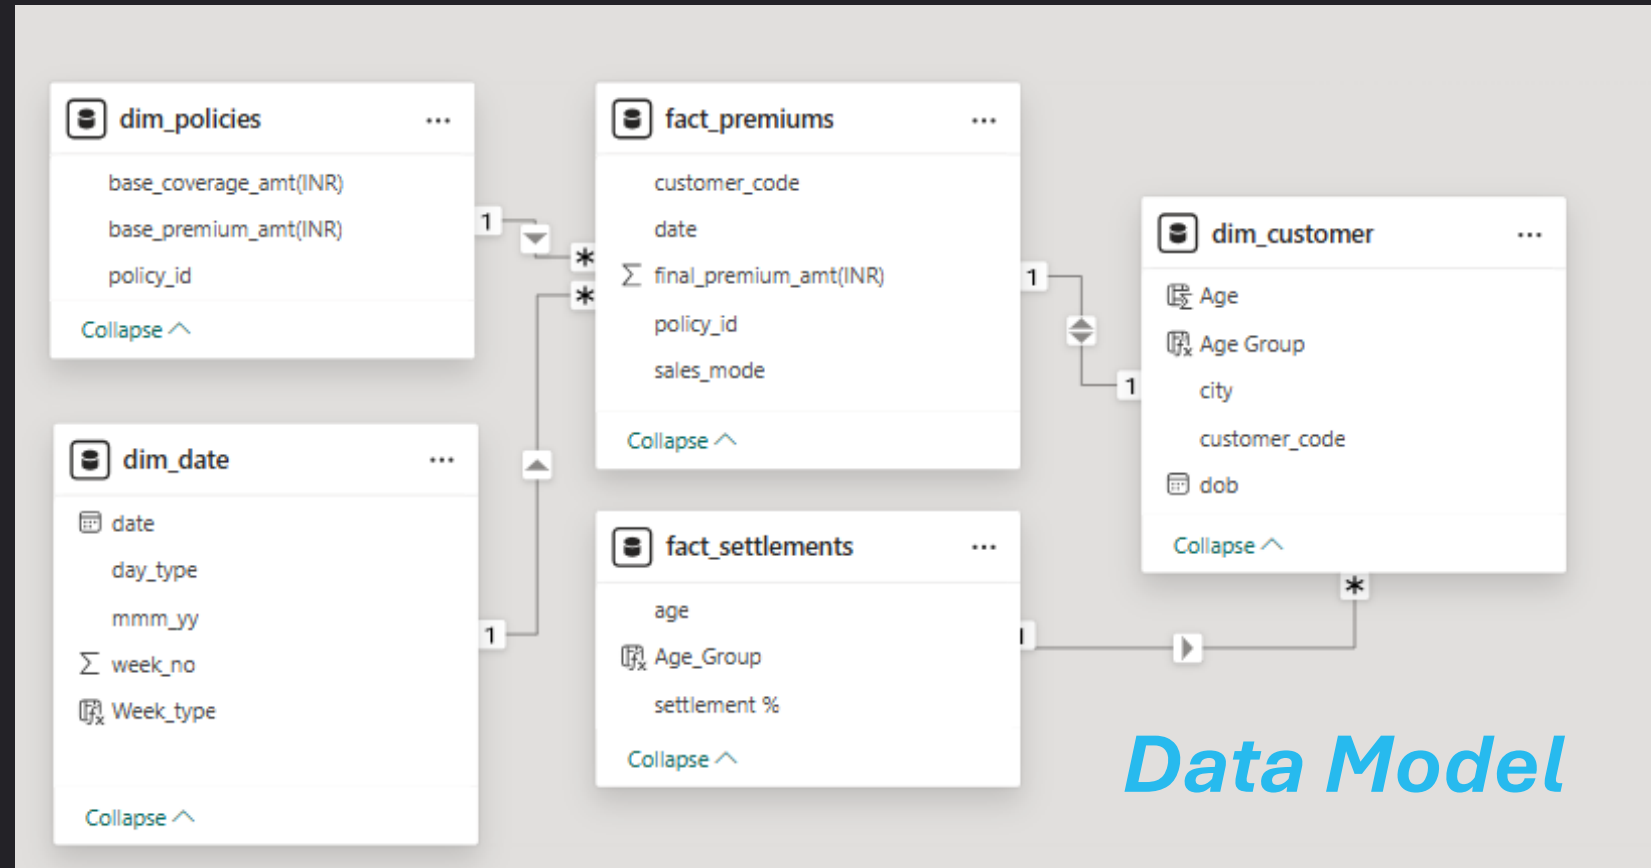 dim_policies
base_coverage_amt(INR)
base_premium_amt(INR)
policy_id
Collapse
1
*
fact_premiums
customer_code
date
Σ final_premium_amt(INR)
policy_id
sales_mode
Collapse
1
1
dim_customer
Age
Age Group
city
customer_code
dob
Collapse
*
dim_date
date
day_type
mmm_yy
Σ week_no
Week_type
Collapse
1
*
fact_settlements
age
Age_Group
settlement %
Collapse
Data Model